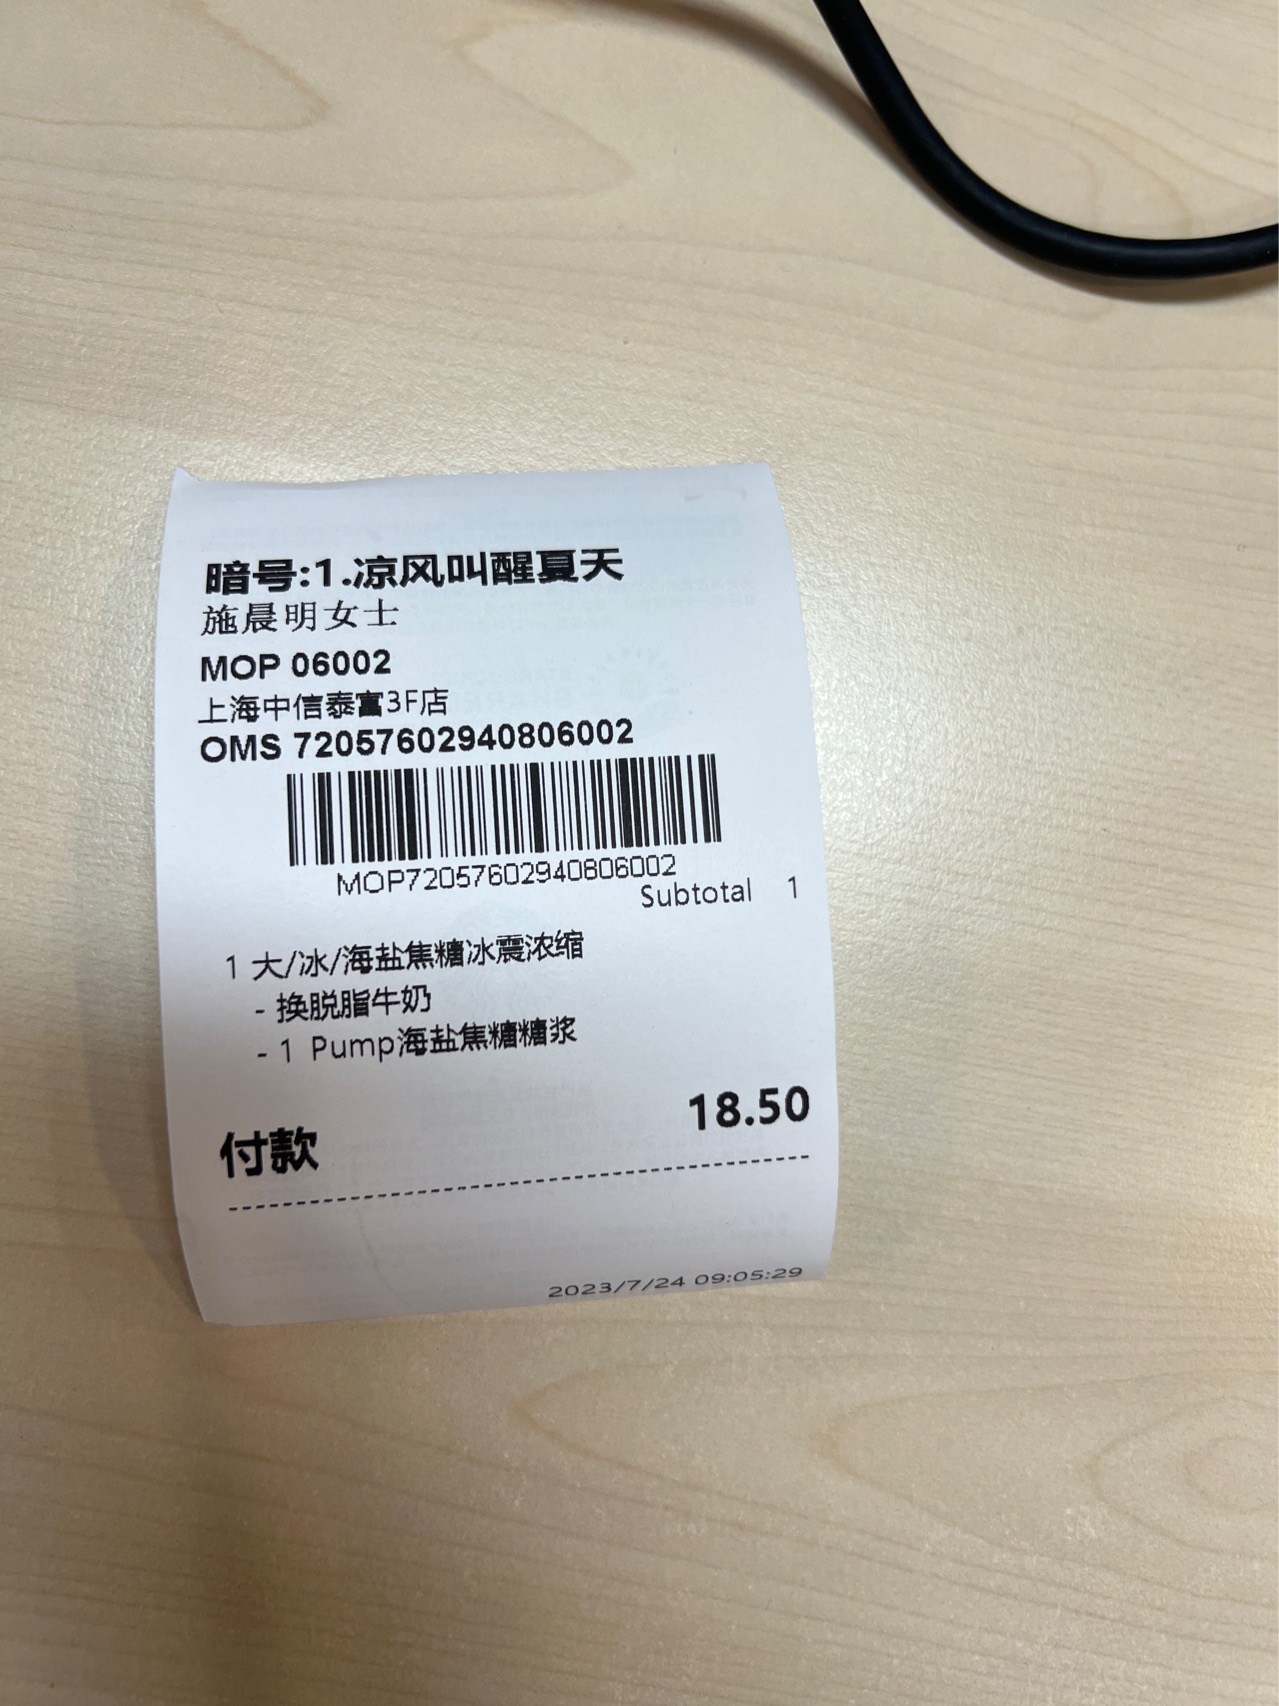 暗号:1.凉风叫醒夏天
施晨明女士
MOP 06002
上海中信泰富3F店
OMS 72057602940806002
MOP72057602940806002
Subtotal 1
1 大/冰/海盐焦糖冰震浓缩
- 换脱脂牛奶
- 1 Pump海盐焦糖糖浆
付款 18.50
2023/7/24 09:05:29